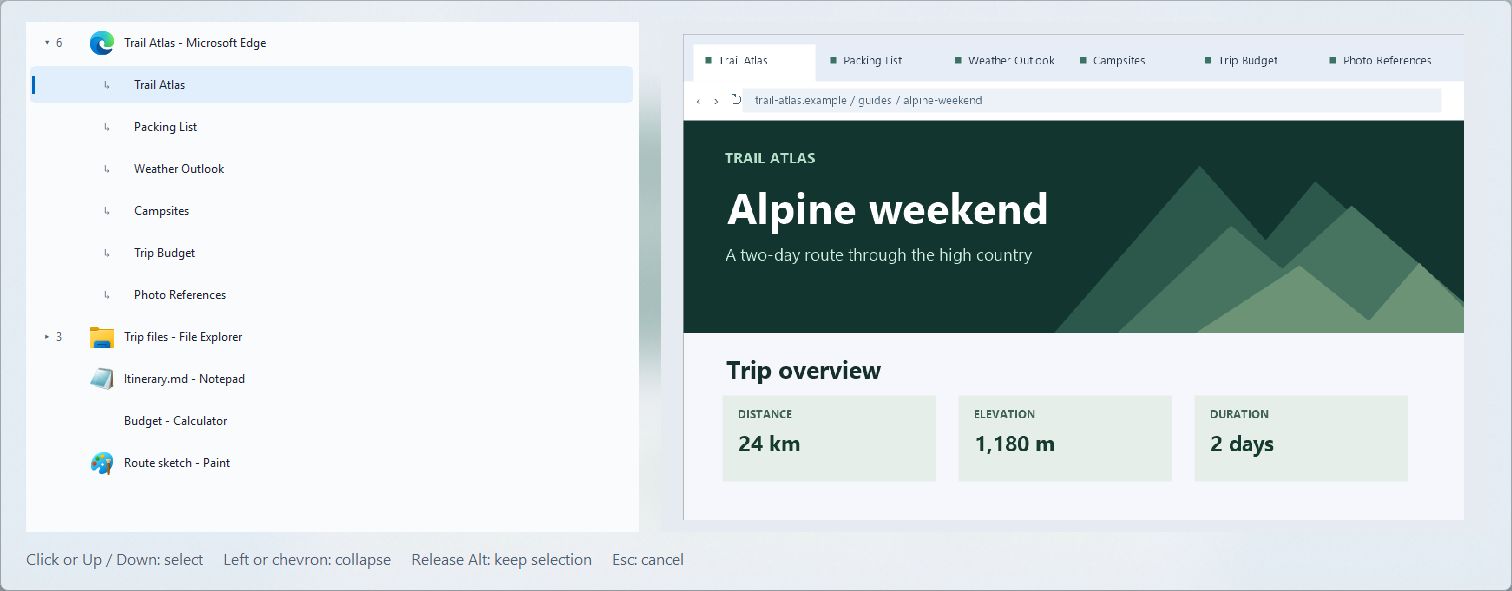 6 Trail Atlas - Microsoft Edge
Trail Atlas
Packing List
Weather Outlook
Campsites
Trip Budget
Photo References
3 Trip files - File Explorer
Itinerary.md - Notepad
Budget - Calculator
Route sketch - Paint
Trail Atlas Packing List Weather Outlook Campsites Trip Budget Photo References
trail-atlas.example / guides / alpine-weekend
TRAIL ATLAS
Alpine weekend
A two-day route through the high country
Trip overview
DISTANCE ELEVATION DURATION
24 km 1,180 m 2 days
Click or Up / Down: select Left or chevron: collapse Release Alt: keep selection Esc: cancel